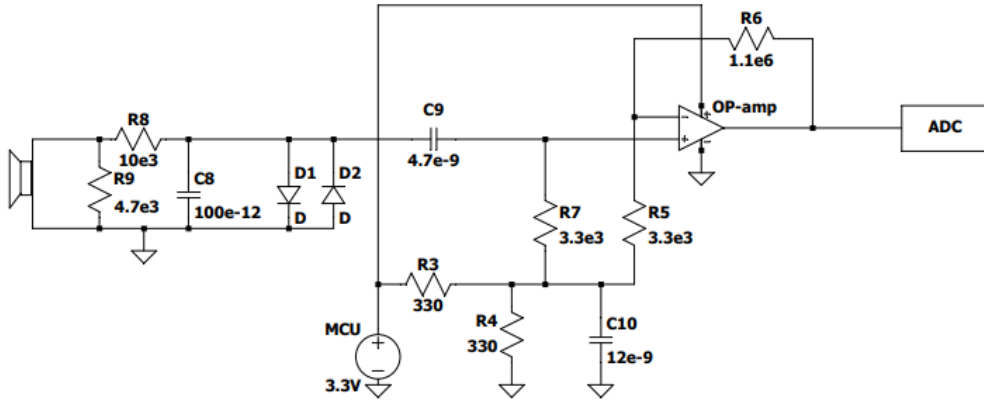 R6
1.1e6
OP-amp
-
+
+
-
ADC
C9
4.7e-9
R8
10e3
R9
4.7e3
C8
100e-12
D1
D
D2
D
R7
3.3e3
R5
3.3e3
R3
330
R4
330
C10
12e-9
MCU
+
-
3.3V